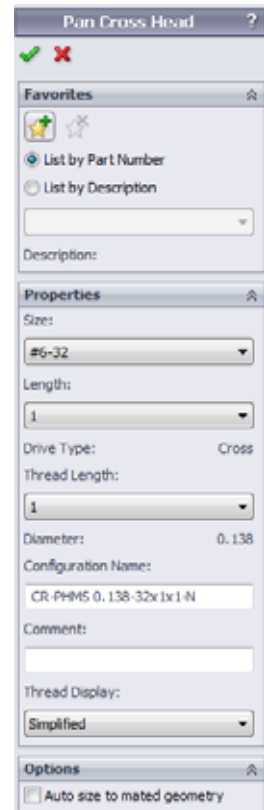 Pan Cross Head ?
Favorites
List by Part Number
List by Description
Description:
Properties
Size:
#6-32
Length:
1
Drive Type: Cross
Thread Length:
1
Diameter: 0.138
Configuration Name:
CR-PHMS 0.138-32x1x1-N
Comment:
Thread Display:
Simplified
Options
Auto size to mated geometry